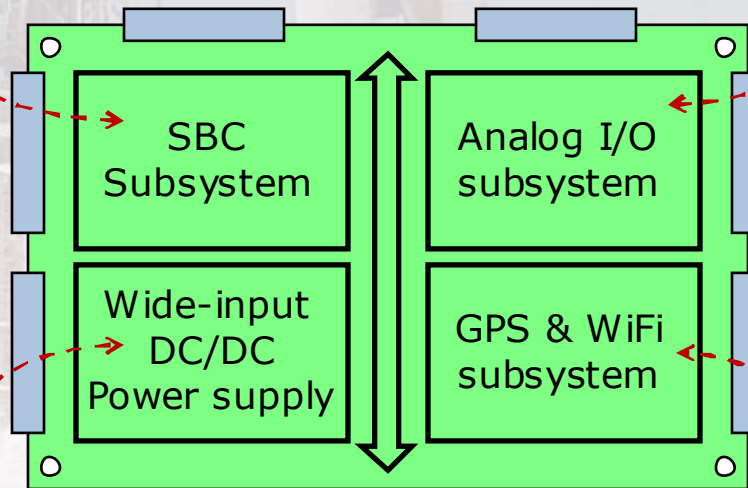 SBC
Subsystem
Analog I/O
subsystem
Wide-input
DC/DC
Power supply
GPS & WiFi
subsystem